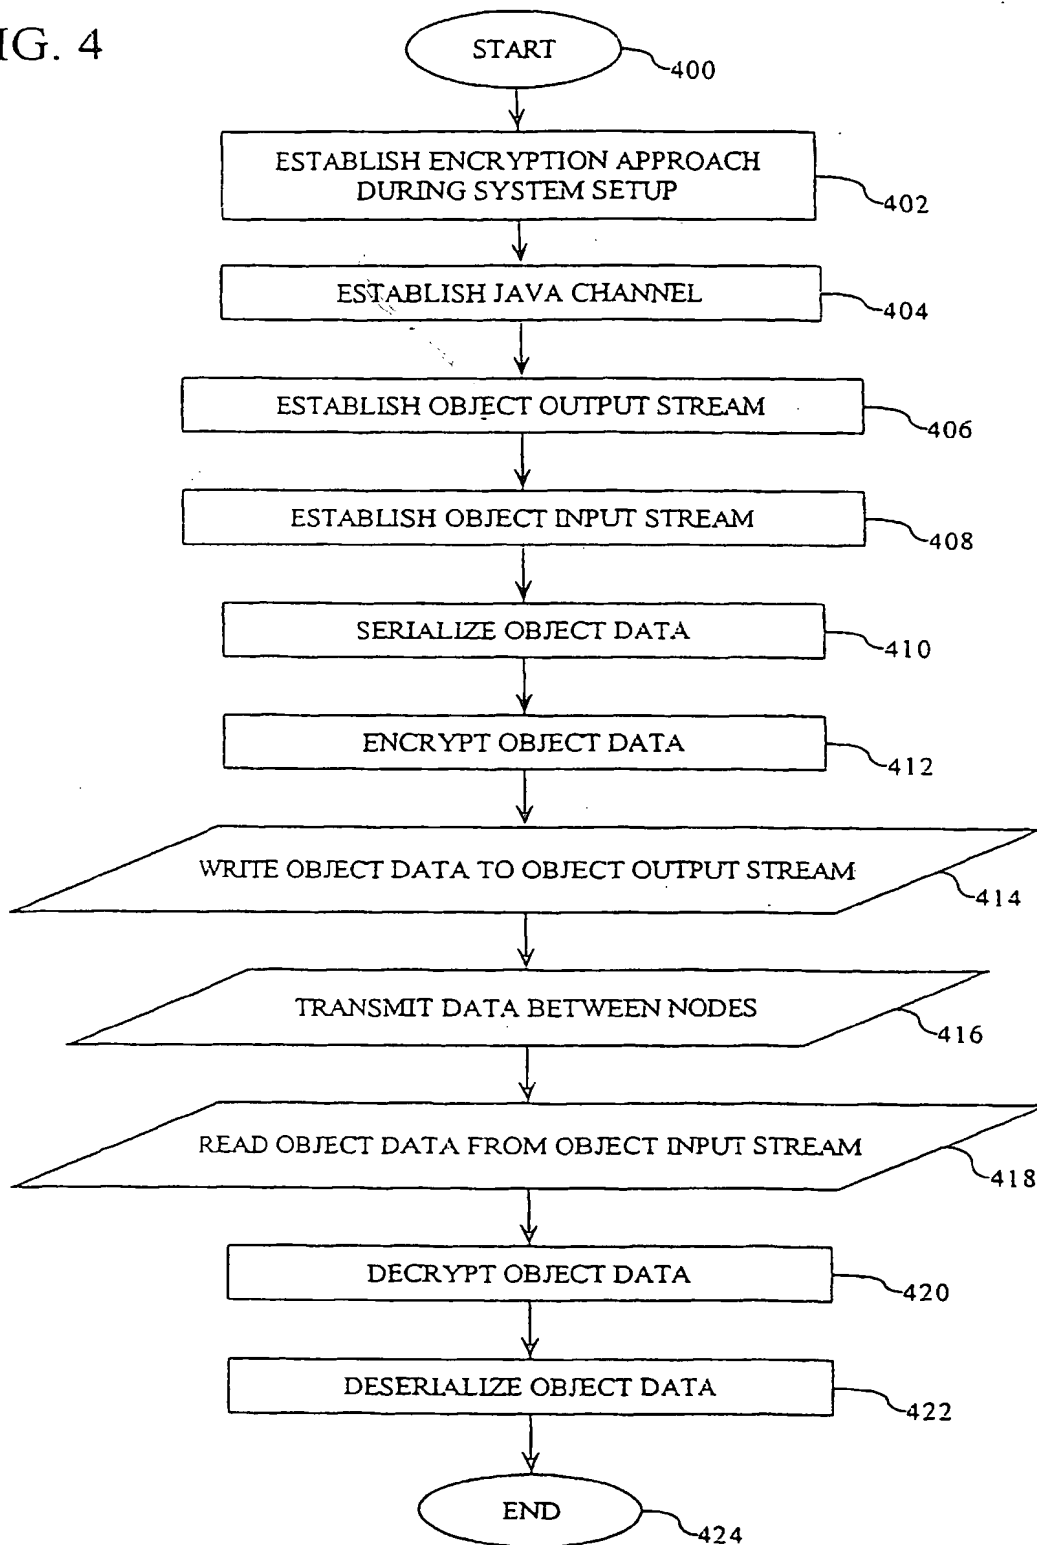 IG. 4
START
400
ESTABLISH ENCRYPTION APPROACH
DURING SYSTEM SETUP
402
ESTABLISH JAVA CHANNEL
404
ESTABLISH OBJECT OUTPUT STREAM
406
ESTABLISH OBJECT INPUT STREAM
408
SERIALIZE OBJECT DATA
410
ENCRYPT OBJECT DATA
412
WRITE OBJECT DATA TO OBJECT OUTPUT STREAM
414
TRANSMIT DATA BETWEEN NODES
416
READ OBJECT DATA FROM OBJECT INPUT STREAM
418
DECRYPT OBJECT DATA
420
DESERIALIZE OBJECT DATA
422
END
424